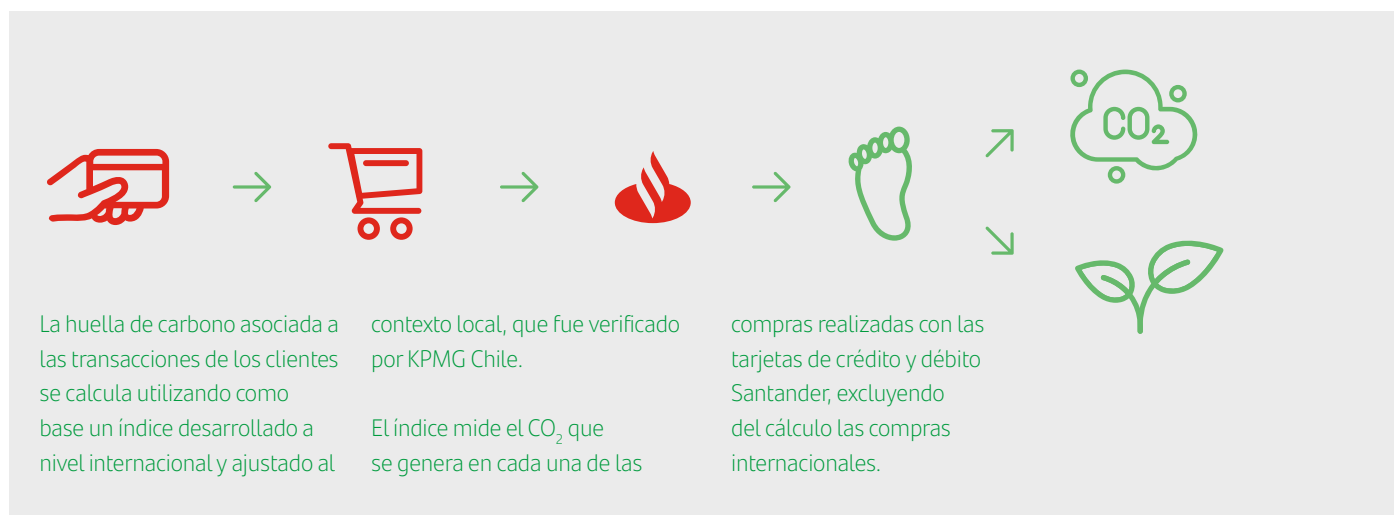 CO₂
La huella de carbono asociada a
las transacciones de los clientes
se calcula utilizando como
base un índice desarrollado a
nivel internacional y ajustado al
contexto local, que fue verificado
por KPMG Chile.
El índice mide el CO₂ que
se genera en cada una de las
compras realizadas con las
tarjetas de crédito y débito
Santander, excluyendo
del cálculo las compras
internacionales.